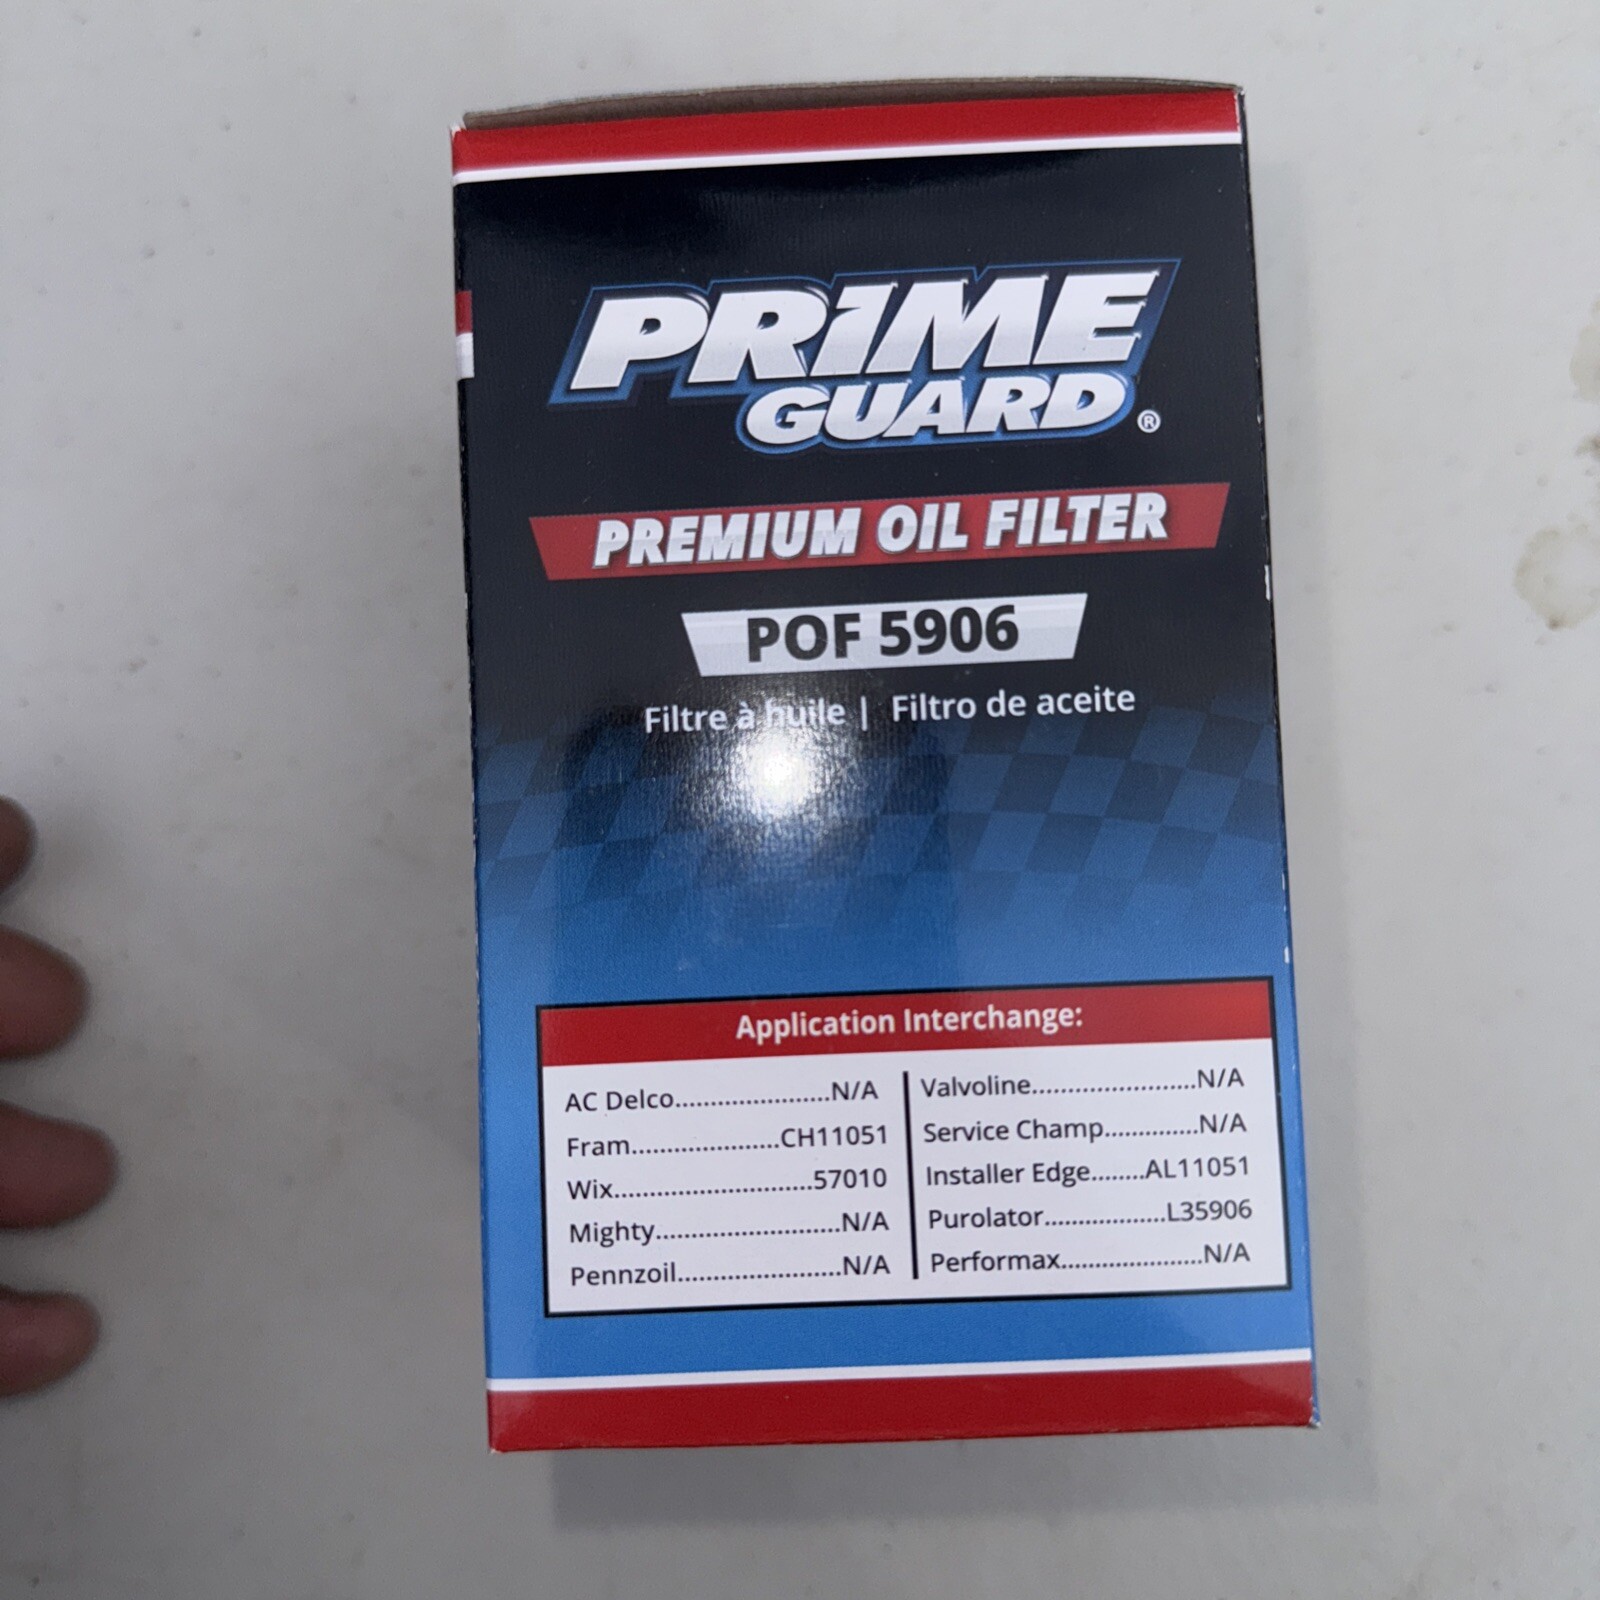 PRIME
GUARD®
PREMIUM OIL FILTER
POF 5906
Filtre à huile | Filtro de aceite
Application Interchange:
AC Delco......................N/A
Fram.....................CH11051
Wix............................57010
Mighty..........................N/A
Pennzoil.......................N/A
Valvoline.......................N/A
Service Champ.............N/A
Installer Edge........AL11051
Purolator.................L35906
Performax....................N/A